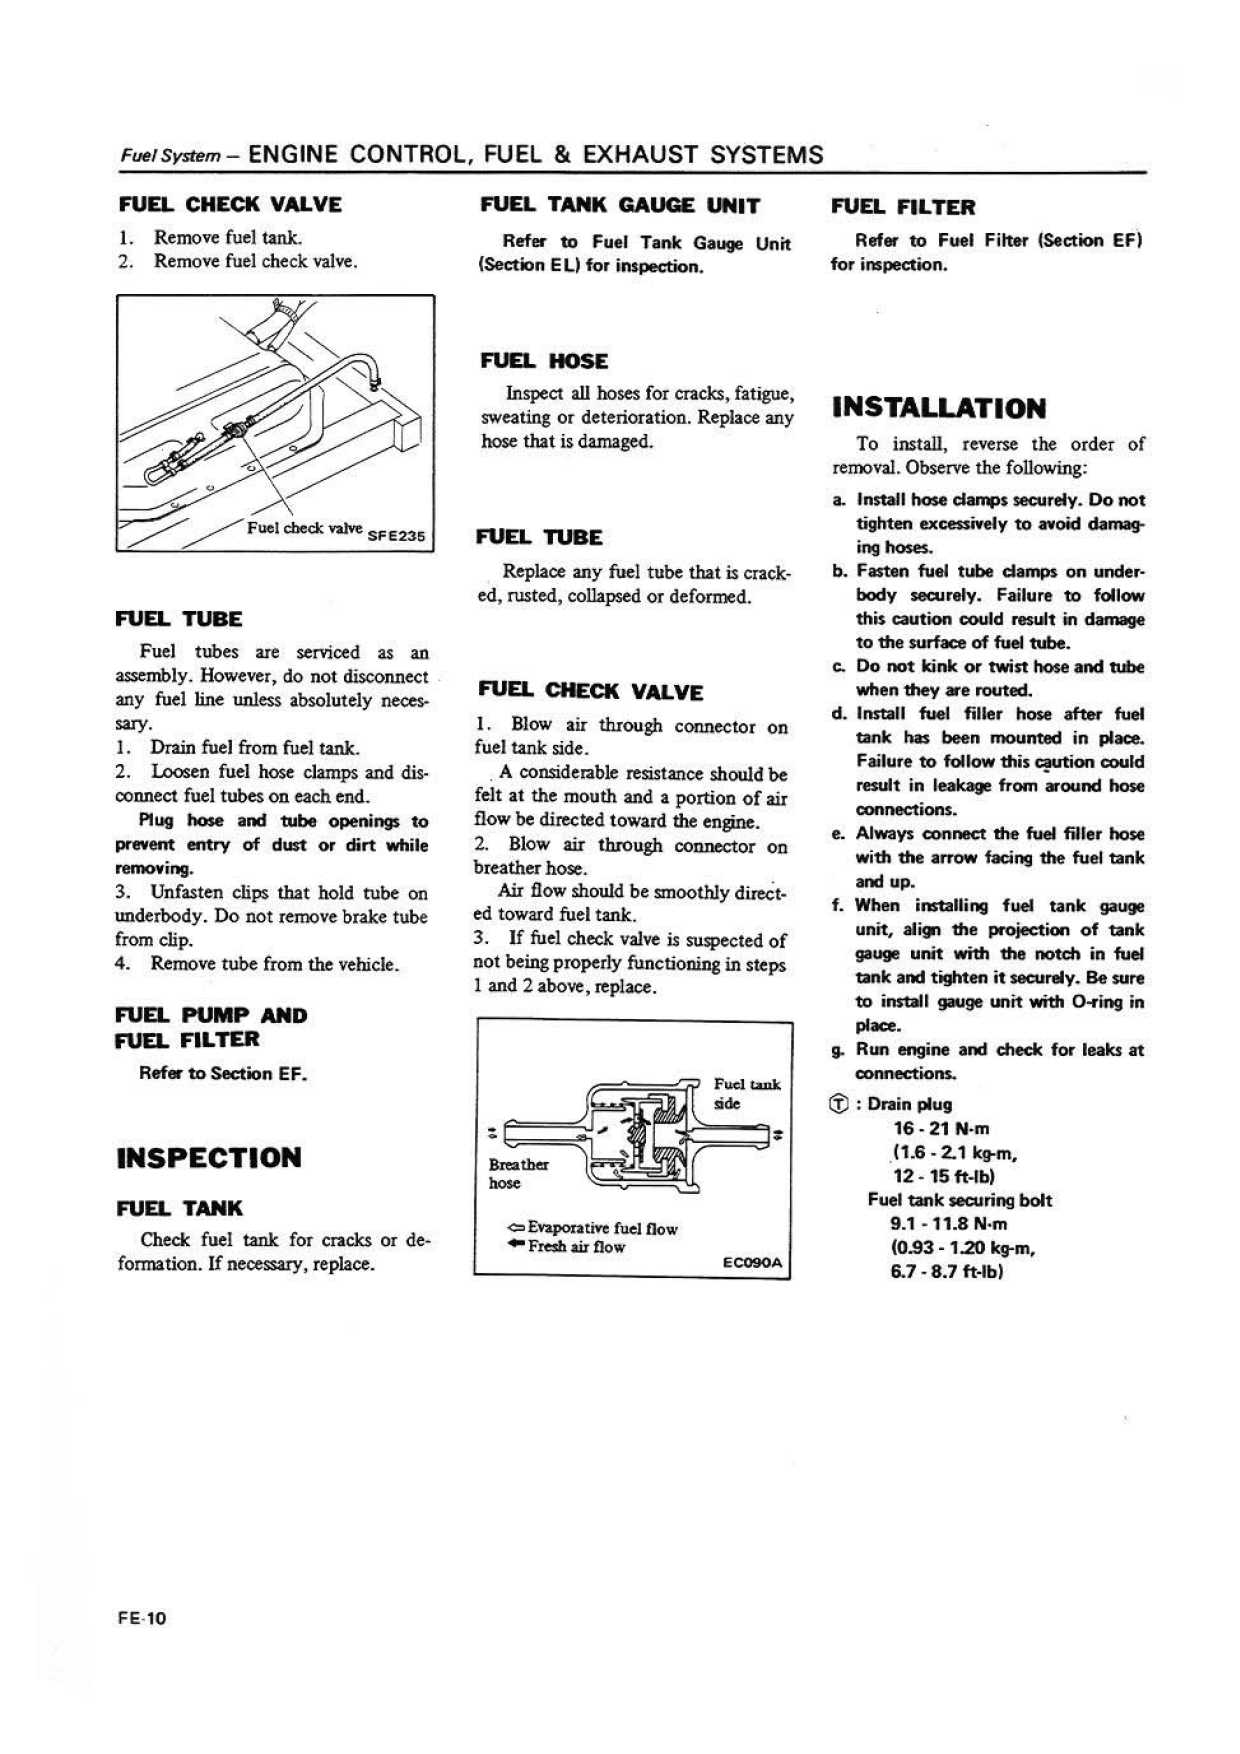 Fuel System – ENGINE CONTROL, FUEL & EXHAUST SYSTEMS
FUEL CHECK VALVE
1. Remove fuel tank.
2. Remove fuel check valve.
Fuel check valve SFE235
FUEL TUBE
Fuel tubes are serviced as an
assembly. However, do not disconnect
any fuel line unless absolutely neces-
sary.
1. Drain fuel from fuel tank.
2. Loosen fuel hose clamps and dis-
connect fuel tubes on each end.
Plug hose and tube openings to
prevent entry of dust or dirt while
removing.
3. Unfasten clips that hold tube on
underbody. Do not remove brake tube
from clip.
4. Remove tube from the vehicle.
FUEL PUMP AND
FUEL FILTER
Refer to Section EF.
INSPECTION
FUEL TANK
Check fuel tank for cracks or de-
formation. If necessary, replace.
FUEL TANK GAUGE UNIT
Refer to Fuel Tank Gauge Unit
(Section EL) for inspection.
FUEL HOSE
Inspect all hoses for cracks, fatigue,
sweating or deterioration. Replace any
hose that is damaged.
FUEL TUBE
Replace any fuel tube that is crack-
ed, rusted, collapsed or deformed.
FUEL CHECK VALVE
1. Blow air through connector on
fuel tank side.
A considerable resistance should be
felt at the mouth and a portion of air
flow be directed toward the engine.
2. Blow air through connector on
breather hose.
Air flow should be smoothly direct-
ed toward fuel tank.
3. If fuel check valve is suspected of
not being properly functioning in steps
1 and 2 above, replace.
Fuel tank
side
Breather
hose
⇦ Evaporative fuel flow
⬅ Fresh air flow
EC090A
FUEL FILTER
Refer to Fuel Filter (Section EF)
for inspection.
INSTALLATION
To install, reverse the order of
removal. Observe the following:
a. Install hose clamps securely. Do not
tighten excessively to avoid damag-
ing hoses.
b. Fasten fuel tube clamps on under-
body securely. Failure to follow
this caution could result in damage
to the surface of fuel tube.
c. Do not kink or twist hose and tube
when they are routed.
d. Install fuel filler hose after fuel
tank has been mounted in place.
Failure to follow this caution could
result in leakage from around hose
connections.
e. Always connect the fuel filler hose
with the arrow facing the fuel tank
and up.
f. When installing fuel tank gauge
unit, align the projection of tank
gauge unit with the notch in fuel
tank and tighten it securely. Be sure
to install gauge unit with O-ring in
place.
g. Run engine and check for leaks at
connections.
Ⓣ : Drain plug
16 - 21 N·m
(1.6 - 2.1 kg-m,
12 - 15 ft-lb)
Fuel tank securing bolt
9.1 - 11.8 N·m
(0.93 - 1.20 kg-m,
6.7 - 8.7 ft-lb)
FE-10